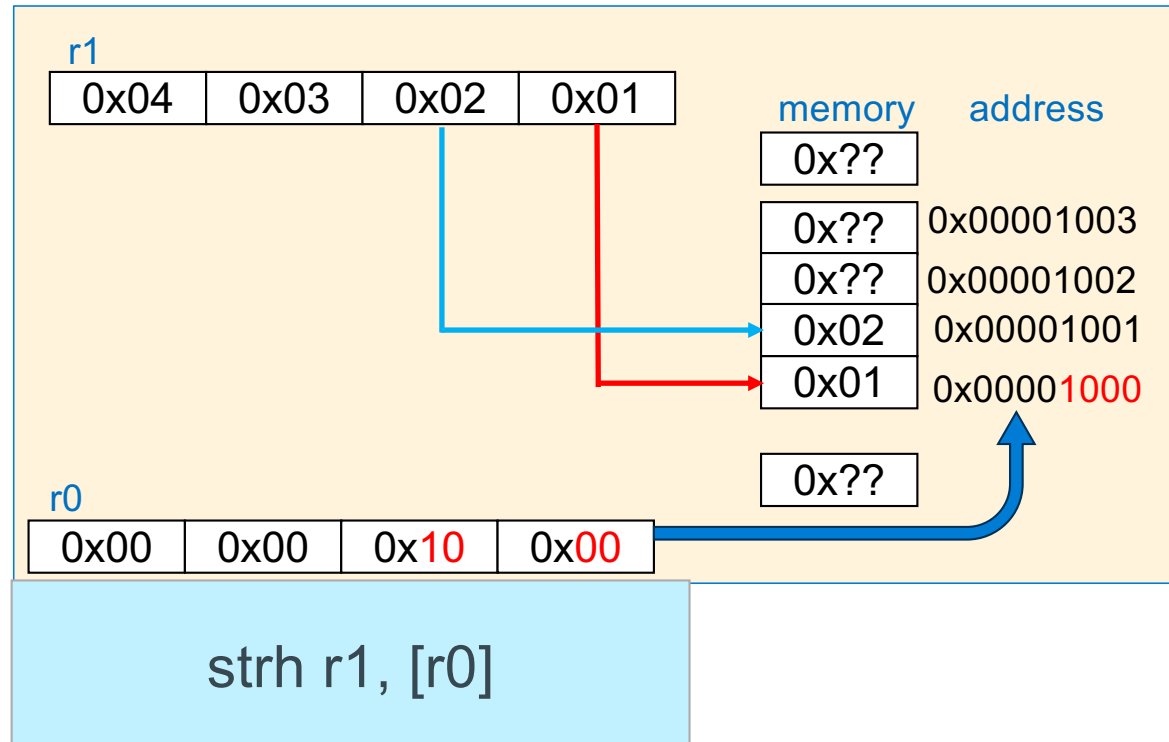 r1
0x04 0x03 0x02 0x01
memory address
0x??
0x?? 0x00001003
0x?? 0x00001002
0x02 0x00001001
0x01 0x00001000
0x??
r0
0x00 0x00 0x10 0x00
strh r1, [r0]